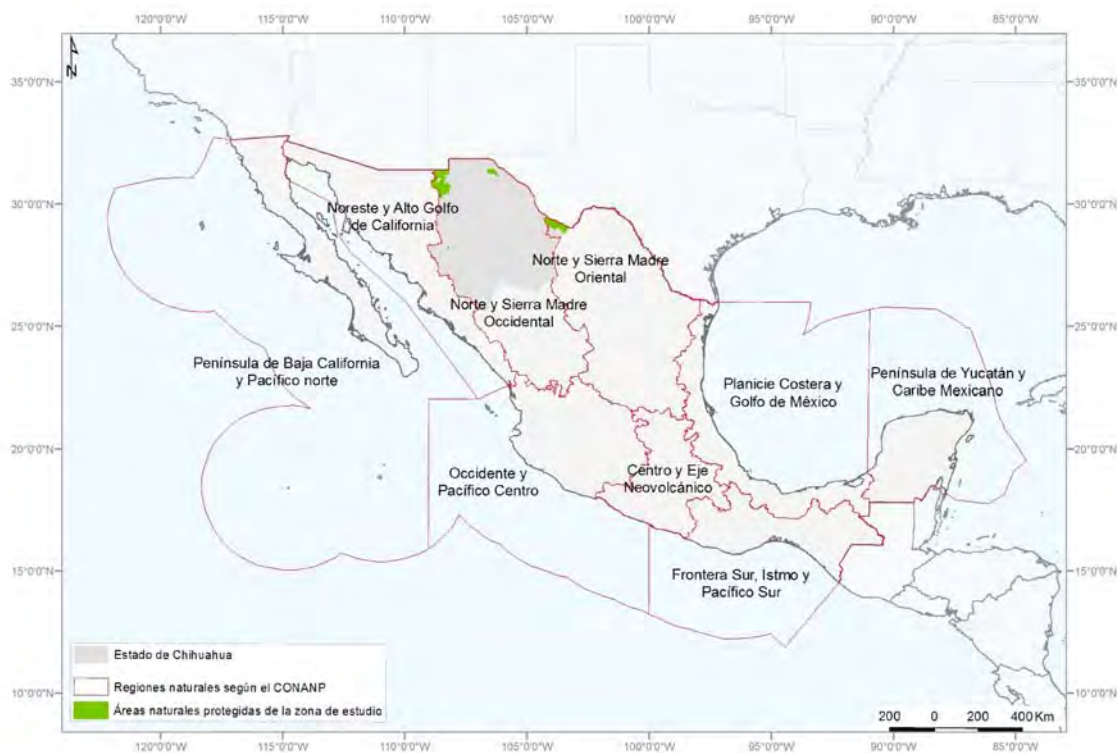 120°0'0"N 115°0'0"N 110°0'0"N 105°0'0"N 100°0'0"N 95°0'0"N 90°0'0"N 85°0'0"N
N
35°0'0"N 35°0'0"N
30°0'0"N 30°0'0"N
Noreste y Alto Golfo
de California
Norte y Sierra Madre
Oriental
Norte y Sierra Madre
Occidental
25°0'0"N 25°0'0"N
Península de Baja California
y Pacífico norte
Planicie Costera y
Golfo de México
Península de Yucatán y
Caribe Mexicano
20°0'0"N 20°0'0"N
Occidente y
Pacífico Centro
Centro y Eje
Neovolcánico
15°0'0"N 15°0'0"N
Frontera Sur, Istmo y
Pacífico Sur
Estado de Chihuahua
Regiones naturales según el CONANP
Áreas naturales protegidas de la zona de estudio
10°0'0"N 10°0'0"N
200 0 200 400 Km
120°0'0"N 115°0'0"N 110°0'0"N 105°0'0"N 100°0'0"N 95°0'0"N 90°0'0"N 85°0'0"N